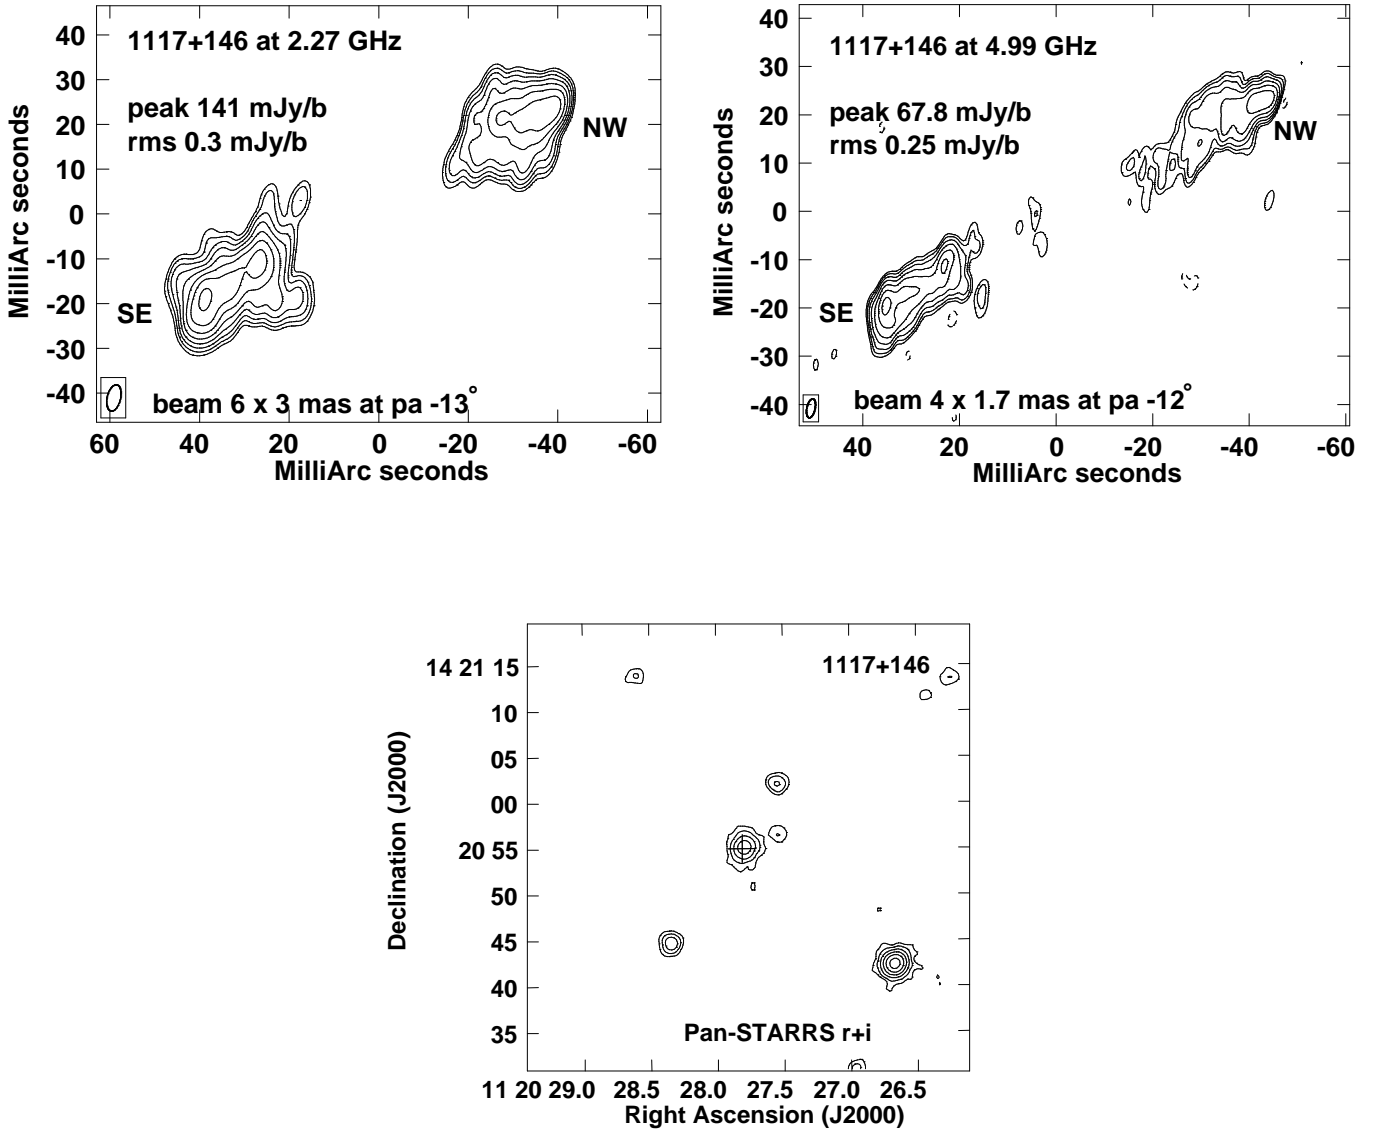 1117+146 at 2.27 GHz
peak 141 mJy/b
rms 0.3 mJy/b
NW
SE
beam 6 x 3 mas at pa -13°
40
30
20
10
0
-10
-20
-30
-40
MilliArc seconds
60 40 20 0 -20 -40 -60
MilliArc seconds
1117+146 at 4.99 GHz
peak 67.8 mJy/b
rms 0.25 mJy/b
NW
SE
beam 4 x 1.7 mas at pa -12°
40
30
20
10
0
-10
-20
-30
-40
MilliArc seconds
40 20 0 -20 -40 -60
MilliArc seconds
1117+146
14 21 15
10
05
00
20 55
50
45
40
35
Declination (J2000)
Pan-STARRS r+i
11 20 29.0 28.5 28.0 27.5 27.0 26.5
Right Ascension (J2000)